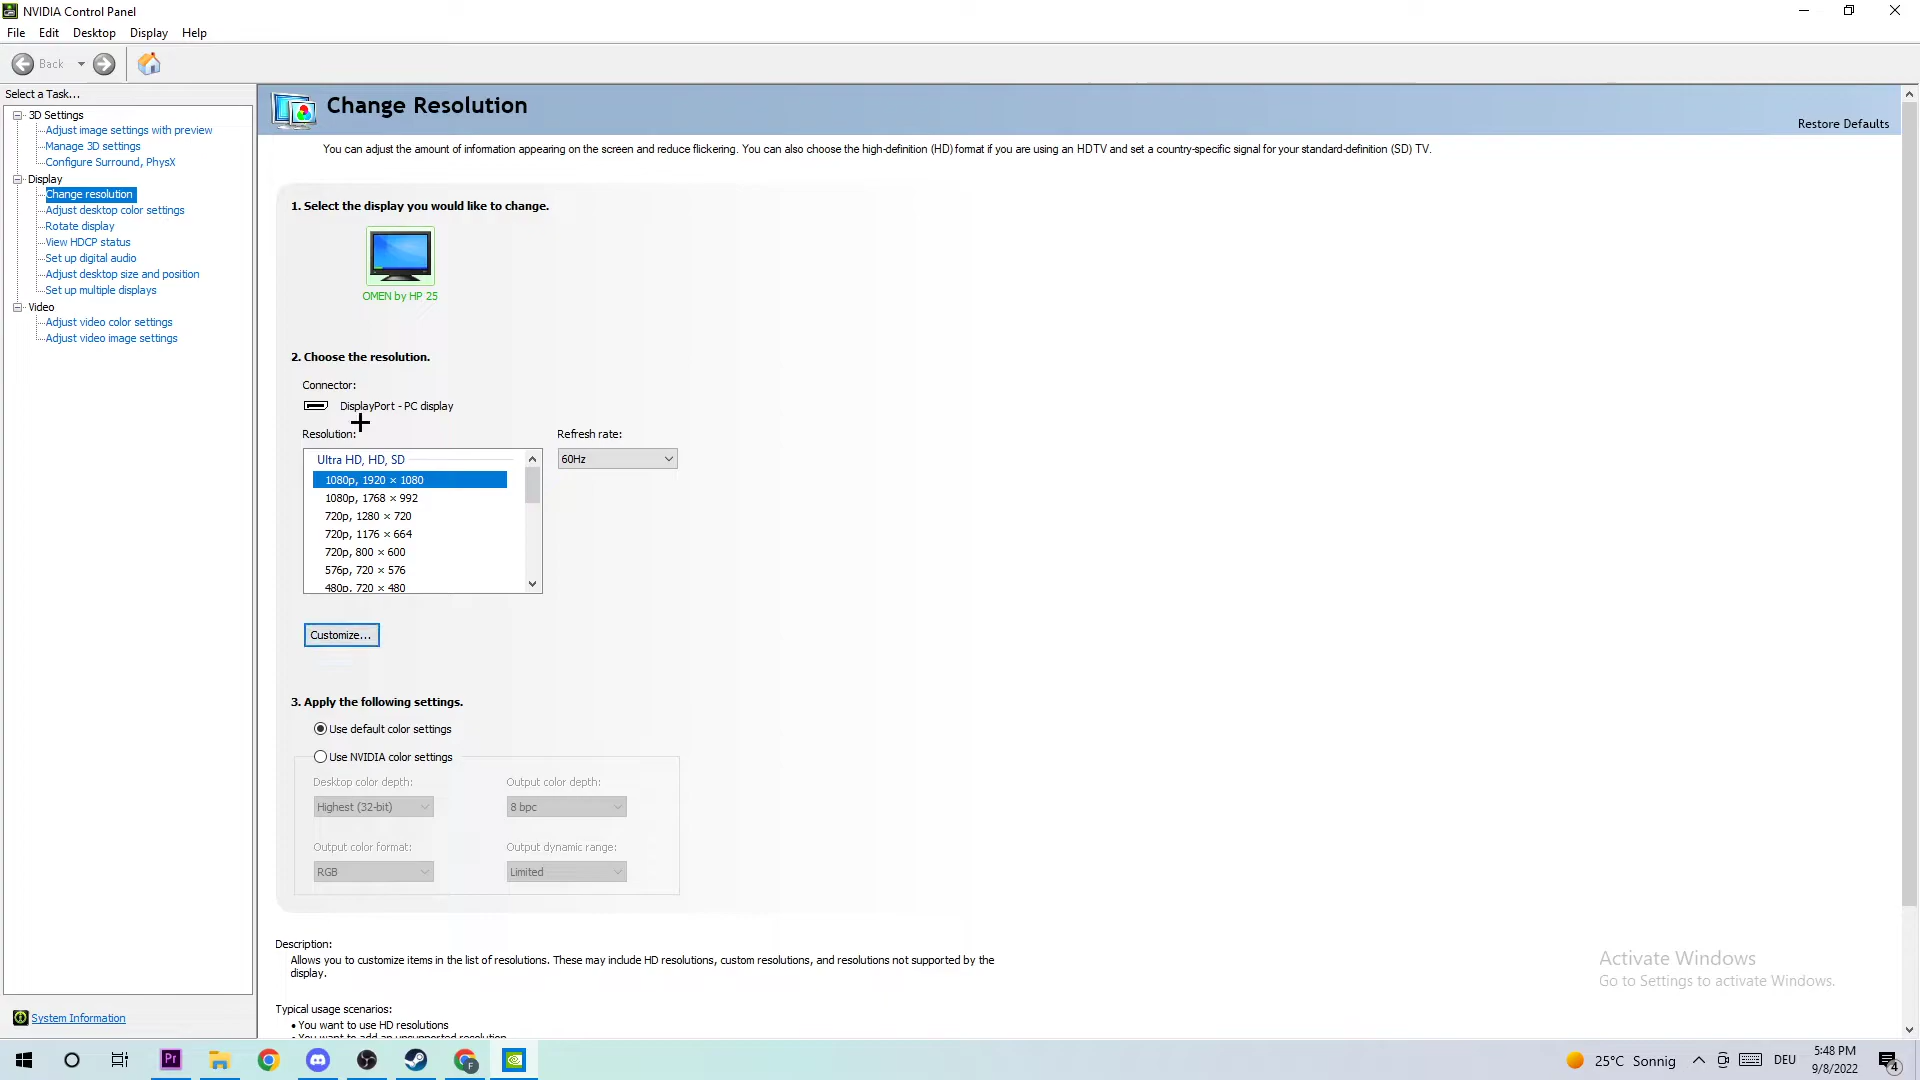 NVIDIA Control Panel
File Edit Desktop Display Help
Back
Select a Task...
3D Settings
Adjust image settings with preview
Manage 3D settings
Configure Surround, PhysX
Display
Change resolution
Adjust desktop color settings
Rotate display
View HDCP status
Set up digital audio
Adjust desktop size and position
Set up multiple displays
Video
Adjust video color settings
Adjust video image settings
System Information
Change Resolution
Restore Defaults
You can adjust the amount of information appearing on the screen and reduce flickering. You can also choose the high-definition (HD) format if you are using an HDTV and set a country-specific signal for your standard-definition (SD) TV.
1. Select the display you would like to change.
OMEN by HP 25
2. Choose the resolution.
Connector:
DisplayPort - PC display
Resolution:
Refresh rate:
Ultra HD, HD, SD
60Hz
1080p, 1920 × 1080
1080p, 1768 × 992
720p, 1280 × 720
720p, 1176 × 664
720p, 800 × 600
576p, 720 × 576
480p, 720 × 480
Customize...
3. Apply the following settings.
Use default color settings
Use NVIDIA color settings
Desktop color depth:
Output color depth:
Highest (32-bit)
8 bpc
Output color format:
Output dynamic range:
RGB
Limited
Description:
Allows you to customize items in the list of resolutions. These may include HD resolutions, custom resolutions, and resolutions not supported by the
display.
Typical usage scenarios:
• You want to use HD resolutions
• You want to add an unsupported resolution
Activate Windows
Go to Settings to activate Windows.
Pr
F
25°C Sonnig
DEU
5:48 PM
9/8/2022
4